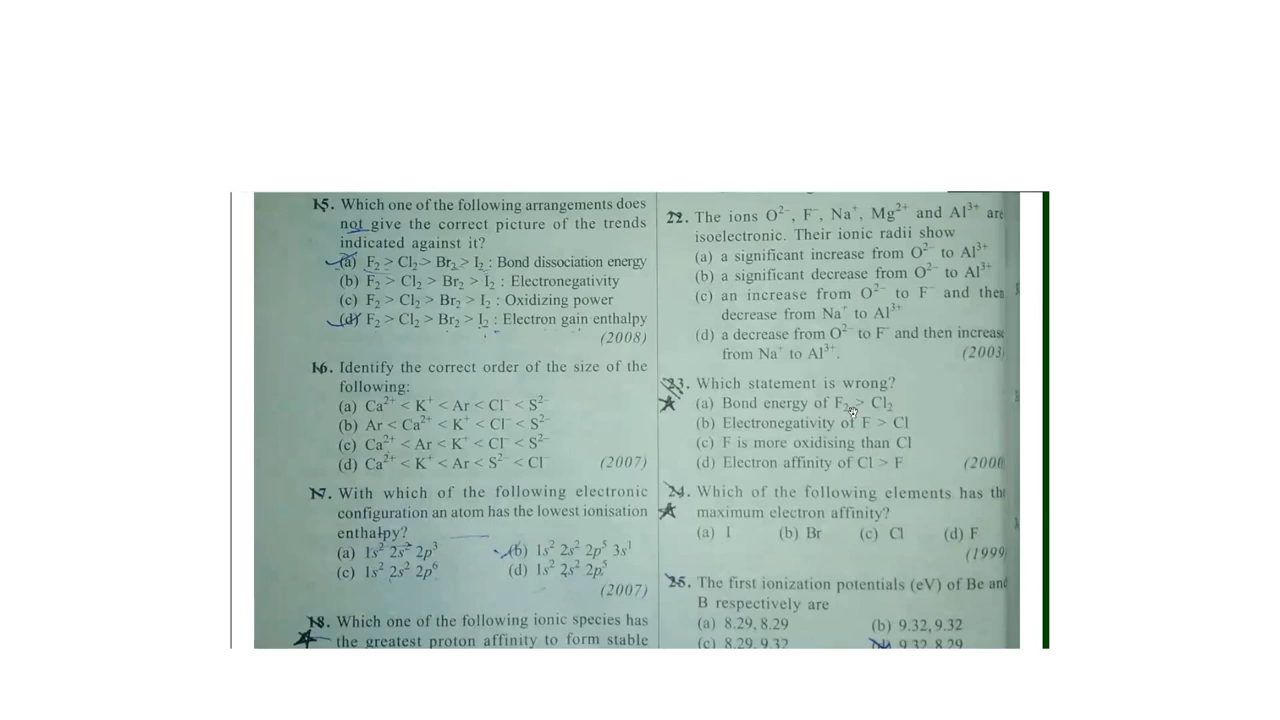 15. Which one of the following arrangements does
not give the correct picture of the trends
indicated against it?
(a) F₂ > Cl₂ > Br₂ > I₂ : Bond dissociation energy
(b) F₂ > Cl₂ > Br₂ > I₂ : Electronegativity
(c) F₂ > Cl₂ > Br₂ > I₂ : Oxidizing power
(d) F₂ > Cl₂ > Br₂ > I₂ : Electron gain enthalpy
(2008)
16. Identify the correct order of the size of the
following:
(a) Ca²⁺ < K⁺ < Ar < Cl⁻ < S²⁻
(b) Ar < Ca²⁺ < K⁺ < Cl⁻ < S²⁻
(c) Ca²⁺ < Ar < K⁺ < Cl⁻ < S²⁻
(d) Ca²⁺ < K⁺ < Ar < S²⁻ < Cl⁻ (2007)
17. With which of the following electronic
configuration an atom has the lowest ionisation
enthalpy?
(a) 1s² 2s² 2p³ (b) 1s² 2s² 2p⁵ 3s¹
(c) 1s² 2s² 2p⁶ (d) 1s² 2s² 2p⁵
(2007)
18. Which one of the following ionic species has
the greatest proton affinity to form stable
22. The ions O²⁻, F⁻, Na⁺, Mg²⁺ and Al³⁺ are
isoelectronic. Their ionic radii show
(a) a significant increase from O²⁻ to Al³⁺
(b) a significant decrease from O²⁻ to Al³⁺
(c) an increase from O²⁻ to F⁻ and then
decrease from Na⁺ to Al³⁺
(d) a decrease from O²⁻ to F⁻ and then increase
from Na⁺ to Al³⁺. (2003)
23. Which statement is wrong?
(a) Bond energy of F₂ > Cl₂
(b) Electronegativity of F > Cl
(c) F is more oxidising than Cl
(d) Electron affinity of Cl > F (2000
24. Which of the following elements has the
maximum electron affinity?
(a) I (b) Br (c) Cl (d) F
(1999
25. The first ionization potentials (eV) of Be and
B respectively are
(a) 8.29, 8.29 (b) 9.32, 9.32
(c) 8.29, 9.32 9.32, 8.29